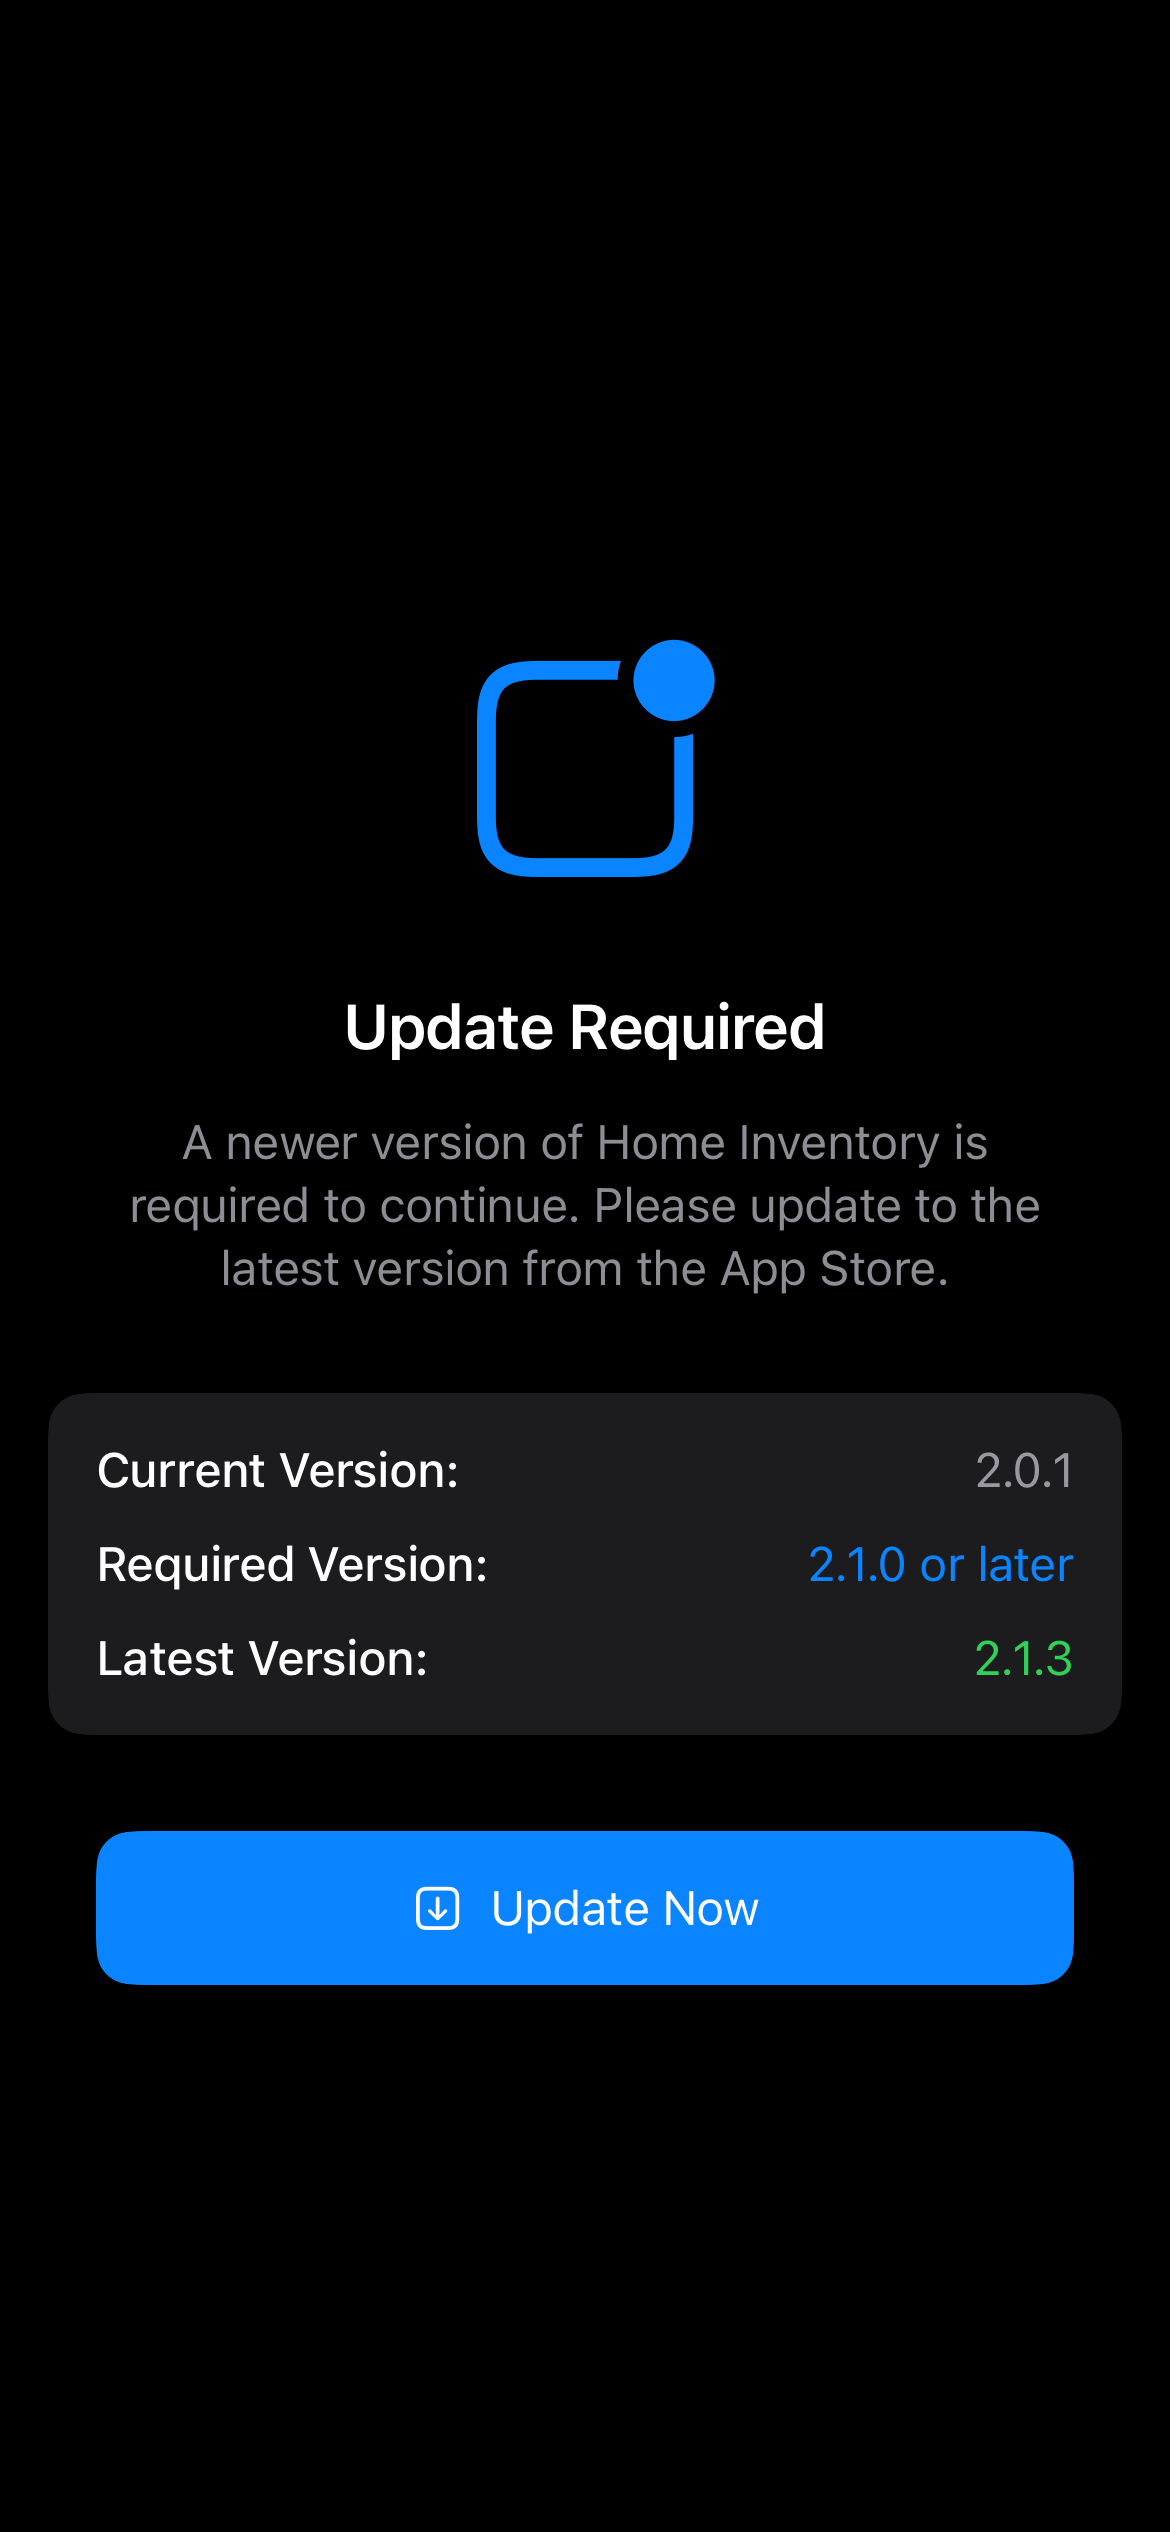 Update Required
A newer version of Home Inventory is
required to continue. Please update to the
latest version from the App Store.
Current Version: 2.0.1
Required Version: 2.1.0 or later
Latest Version: 2.1.3
Update Now